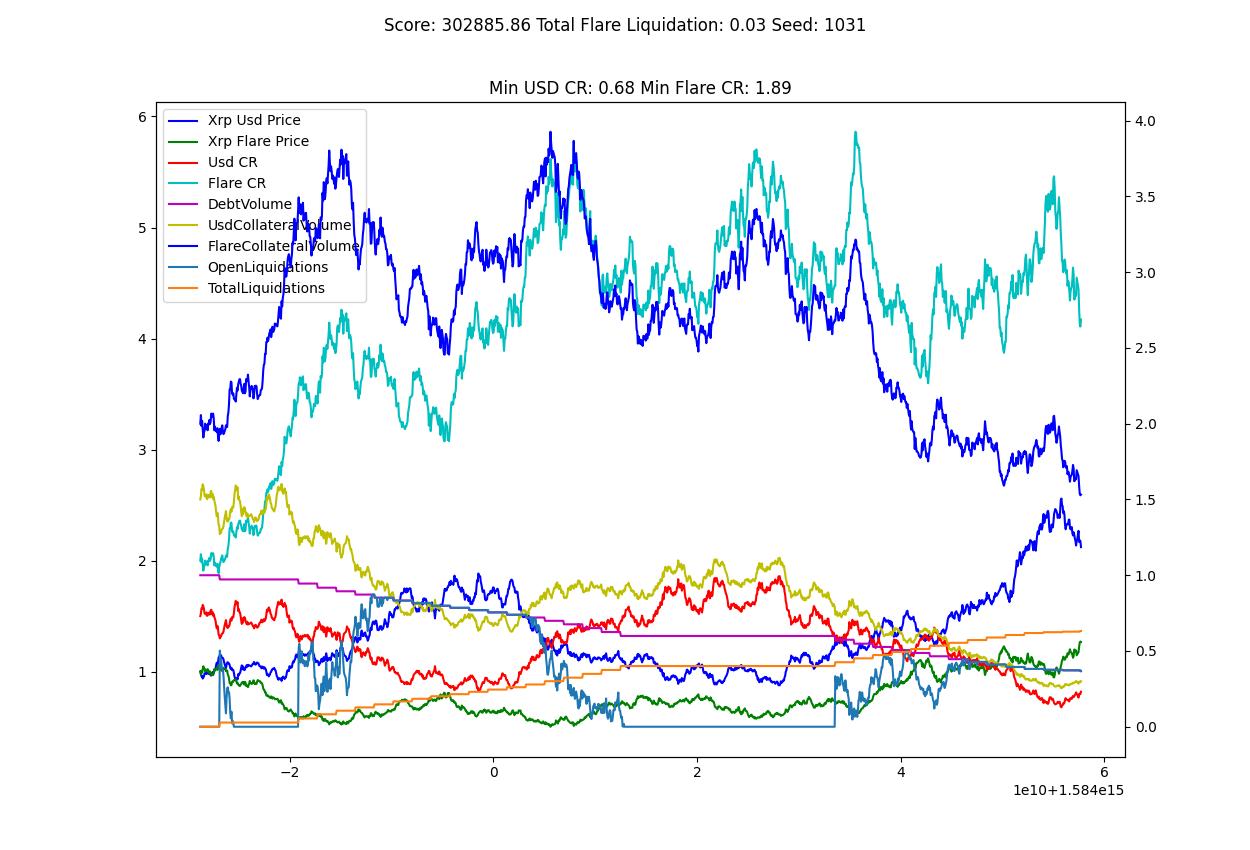 Score: 302885.86 Total Flare Liquidation: 0.03 Seed: 1031
Min USD CR: 0.68 Min Flare CR: 1.89
Xrp Usd Price
Xrp Flare Price
Usd CR
Flare CR
DebtVolume
UsdCollateralVolume
FlareCollateralVolume
OpenLiquidations
TotalLiquidations
6
5
4
3
2
1
4.0
3.5
3.0
2.5
2.0
1.5
1.0
0.5
0.0
−2
0
2
4
6
1e10+1.584e15